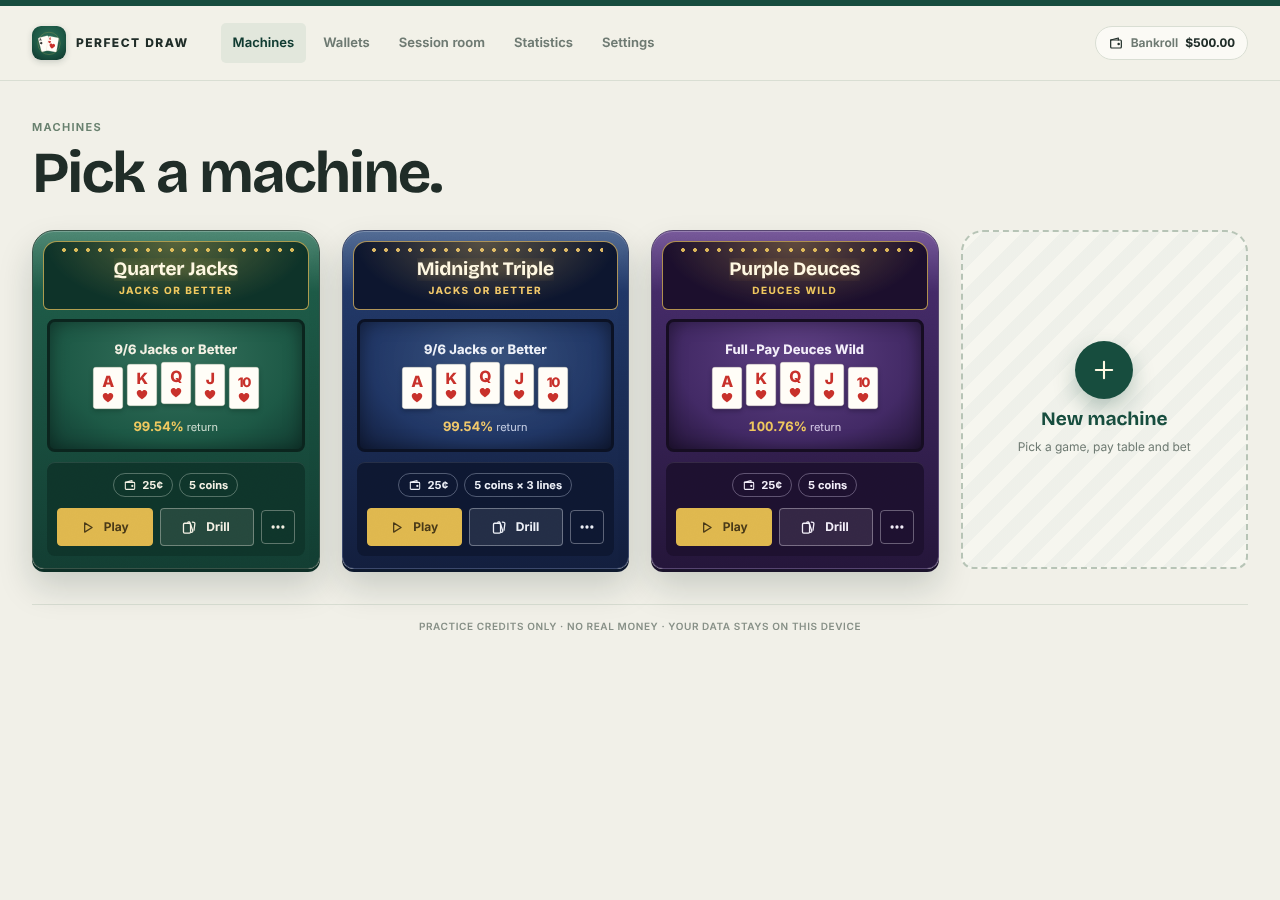 PERFECT DRAW
Machines
Wallets
Session room
Statistics
Settings
Bankroll $500.00
MACHINES
Pick a machine.
Quarter Jacks
JACKS OR BETTER
9/6 Jacks or Better
A K Q J 10
99.54% return
25¢ 5 coins
Play Drill
Midnight Triple
JACKS OR BETTER
9/6 Jacks or Better
A K Q J 10
99.54% return
25¢ 5 coins × 3 lines
Play Drill
Purple Deuces
DEUCES WILD
Full-Pay Deuces Wild
A K Q J 10
100.76% return
25¢ 5 coins
Play Drill
New machine
Pick a game, pay table and bet
PRACTICE CREDITS ONLY · NO REAL MONEY · YOUR DATA STAYS ON THIS DEVICE